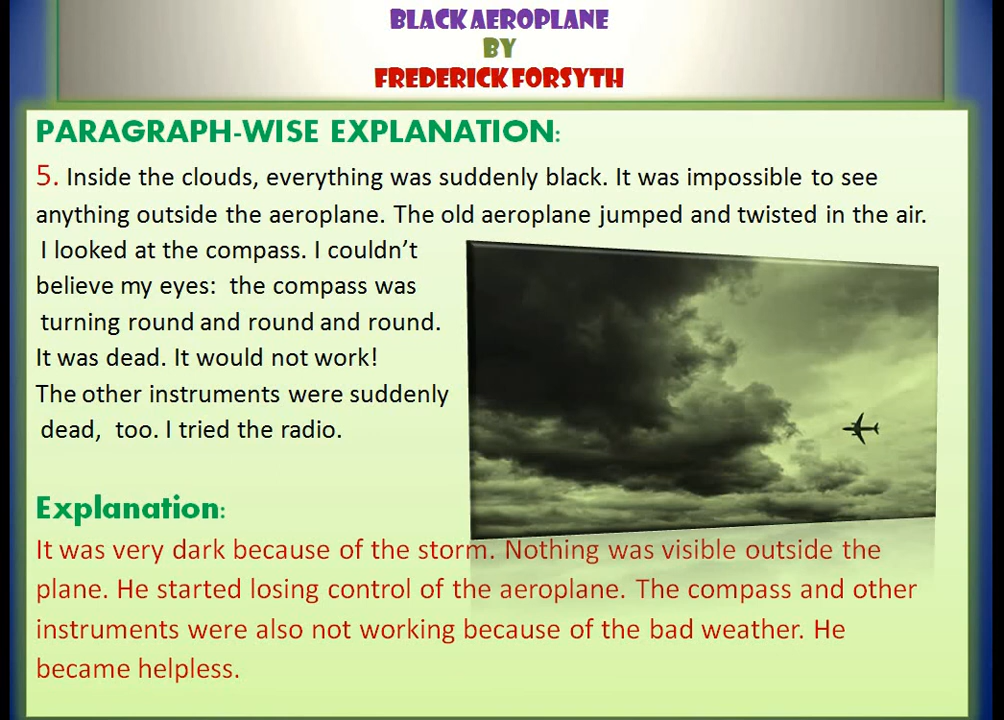 BLACK AEROPLANE
BY
FREDERICK FORSYTH
PARAGRAPH-WISE EXPLANATION:
5. Inside the clouds, everything was suddenly black. It was impossible to see
anything outside the aeroplane. The old aeroplane jumped and twisted in the air.
I looked at the compass. I couldn't
believe my eyes: the compass was
turning round and round and round.
It was dead. It would not work!
The other instruments were suddenly
dead, too. I tried the radio.
Explanation:
It was very dark because of the storm. Nothing was visible outside the
plane. He started losing control of the aeroplane. The compass and other
instruments were also not working because of the bad weather. He
became helpless.